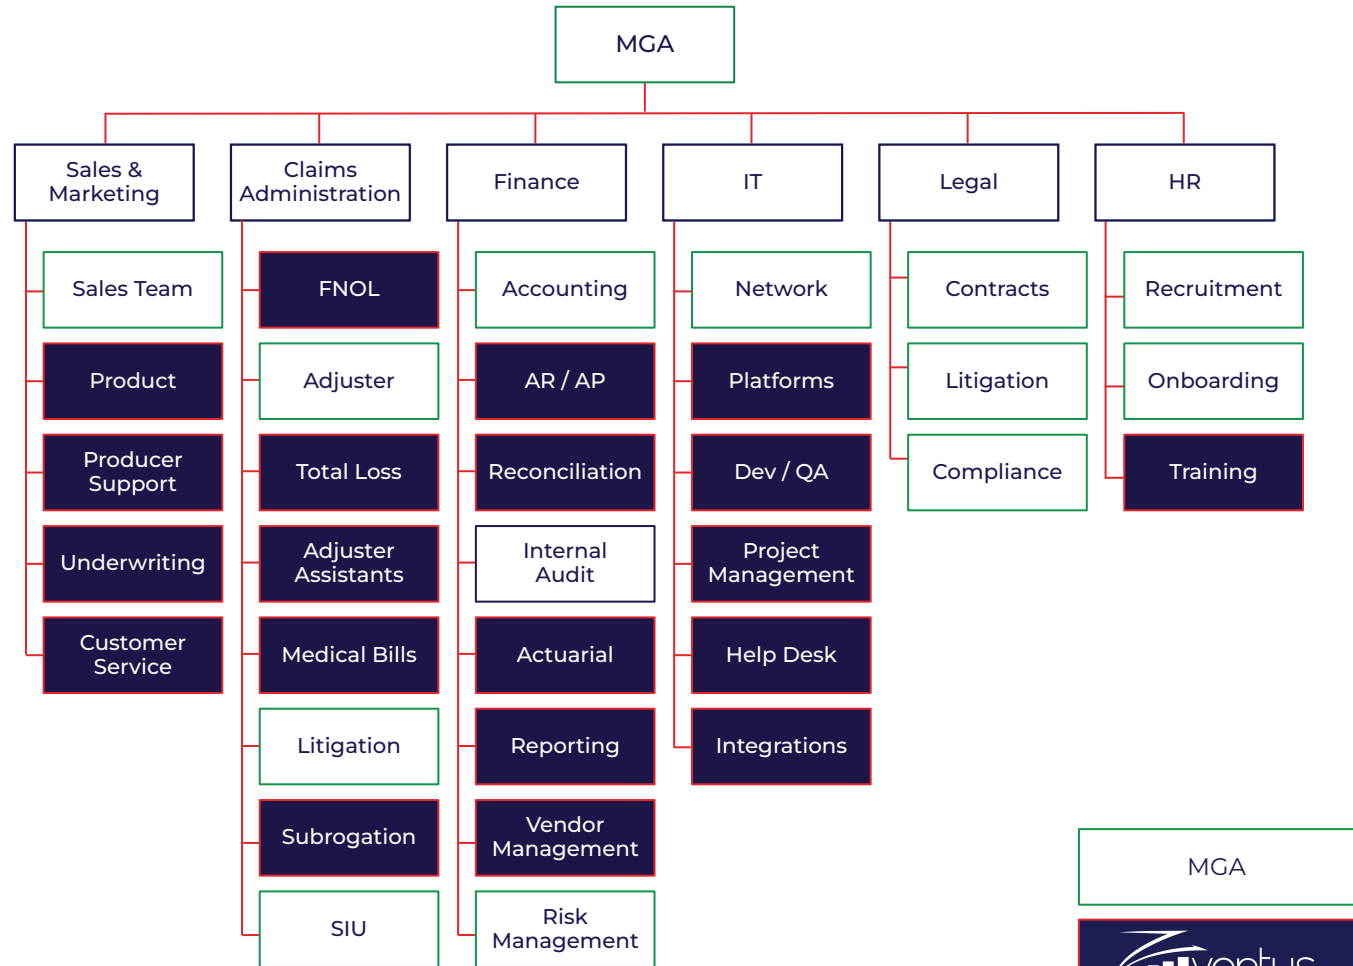 MGA
Sales &
Marketing
Claims
Administration
Finance
IT
Legal
HR
Sales Team
Product
Producer
Support
Underwriting
Customer
Service
FNOL
Adjuster
Total Loss
Adjuster
Assistants
Medical Bills
Litigation
Subrogation
SIU
Accounting
AR / AP
Reconciliation
Internal
Audit
Actuarial
Reporting
Vendor
Management
Risk
Management
Network
Platforms
Dev / QA
Project
Management
Help Desk
Integrations
Contracts
Litigation
Compliance
Recruitment
Onboarding
Training
MGA